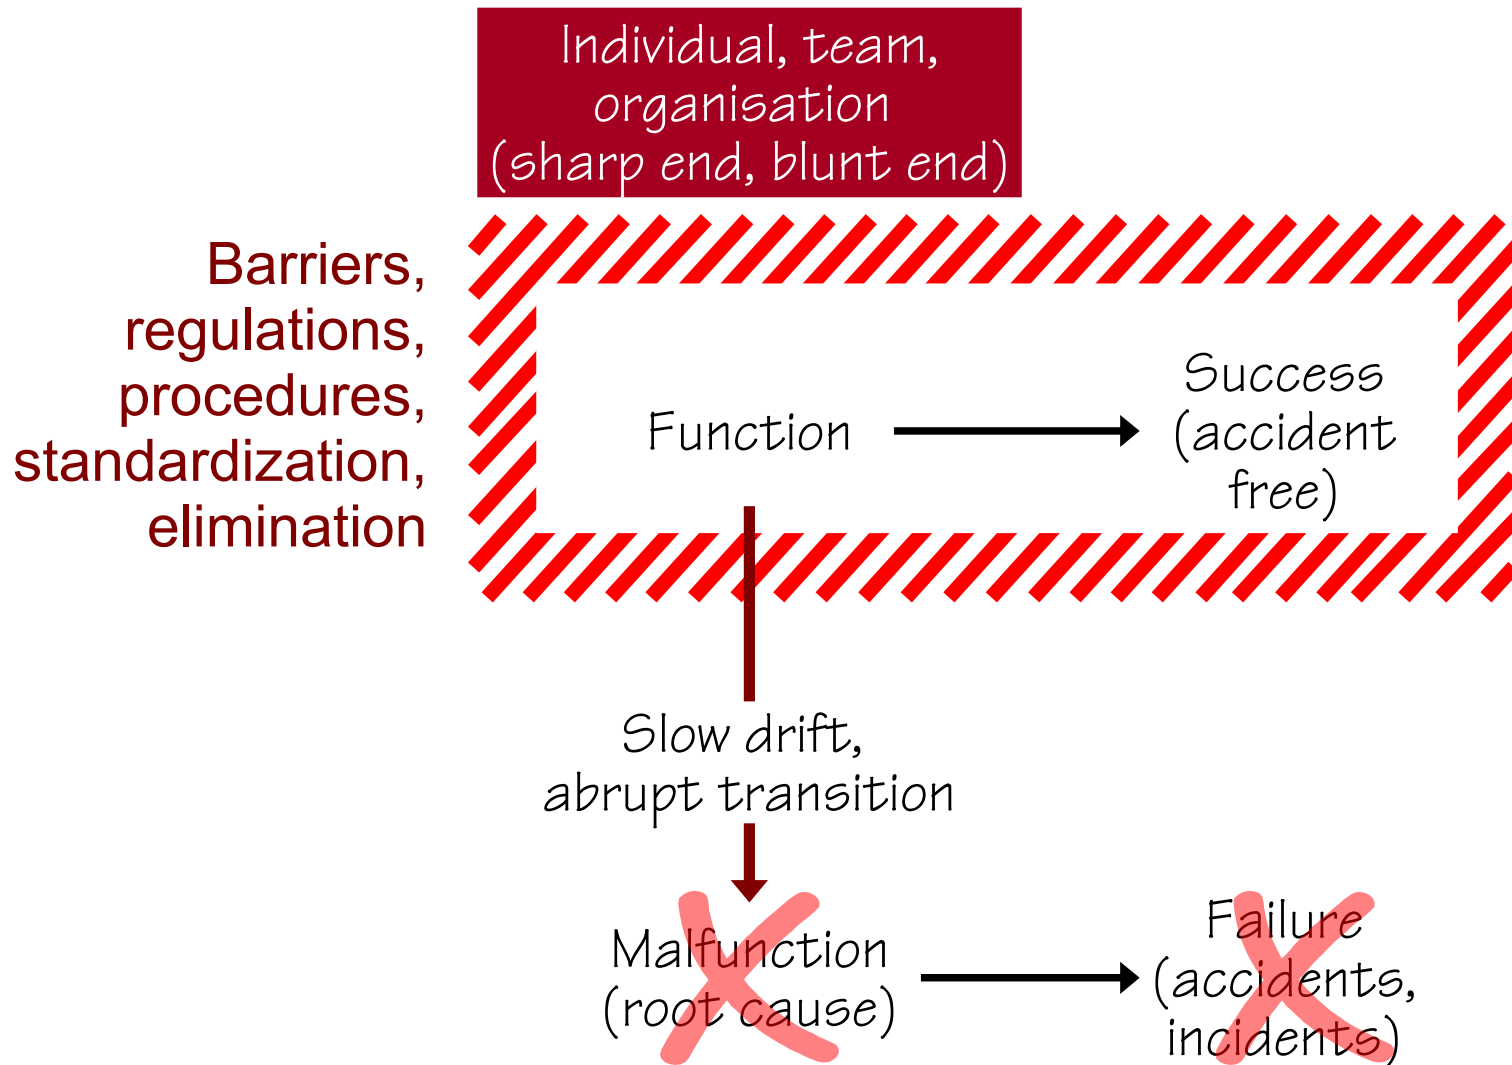 Individual, team,
organisation
(sharp end, blunt end)
Barriers,
regulations,
procedures,
standardization,
elimination
Function
Success
(accident
free)
Slow drift,
abrupt transition
Malfunction
(root cause)
Failure
(accidents,
incidents)